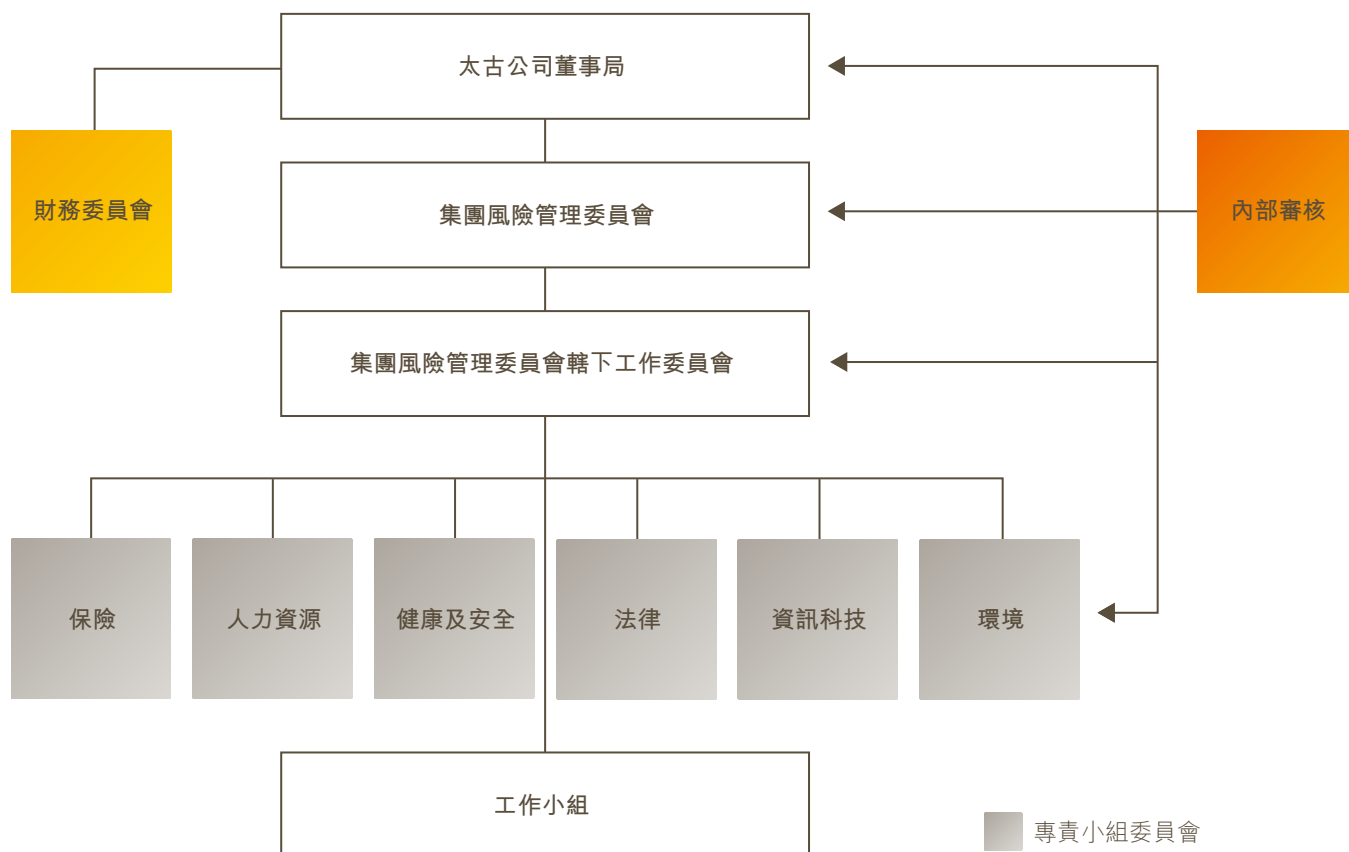 太古公司董事局
財務委員會
集團風險管理委員會
內部審核
集團風險管理委員會轄下工作委員會
保險
人力資源
健康及安全
法律
資訊科技
環境
工作小組
專責小組委員會